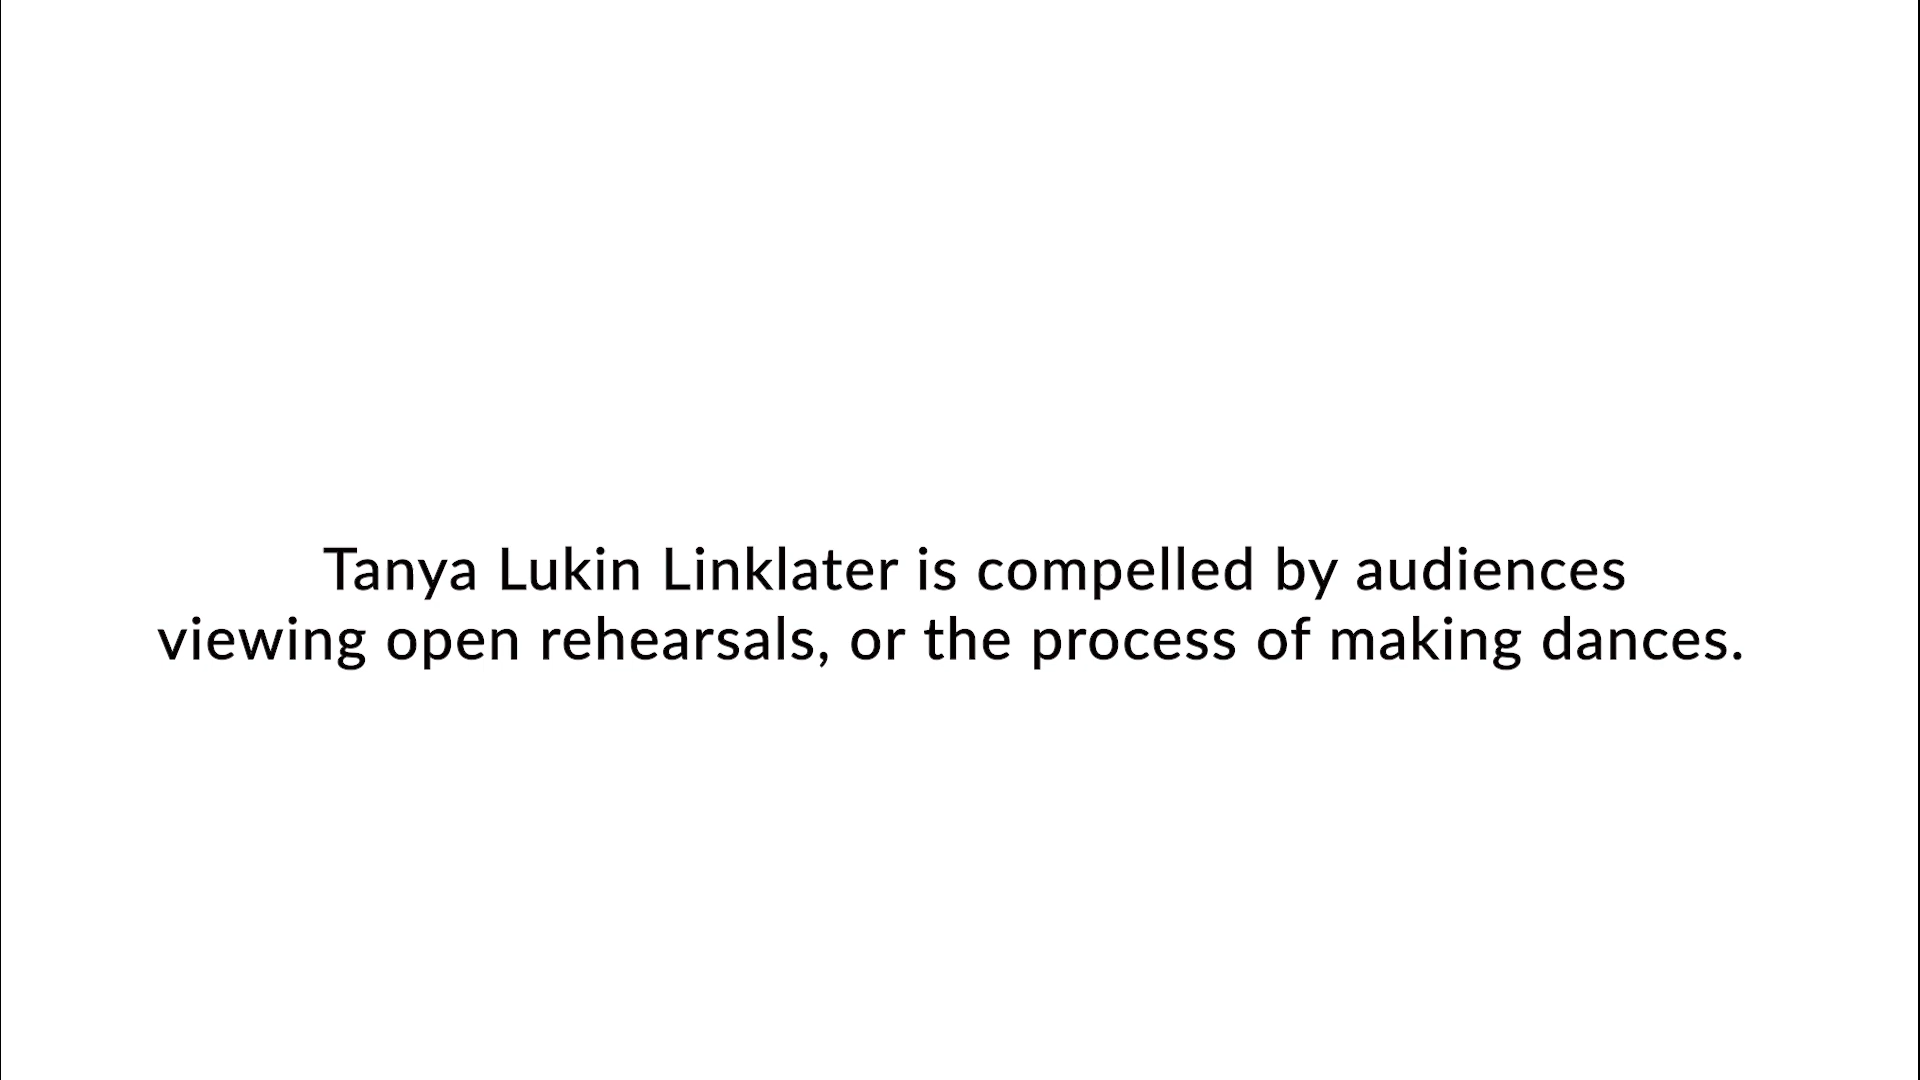 Tanya Lukin Linklater is compelled by audiences
viewing open rehearsals, or the process of making dances.